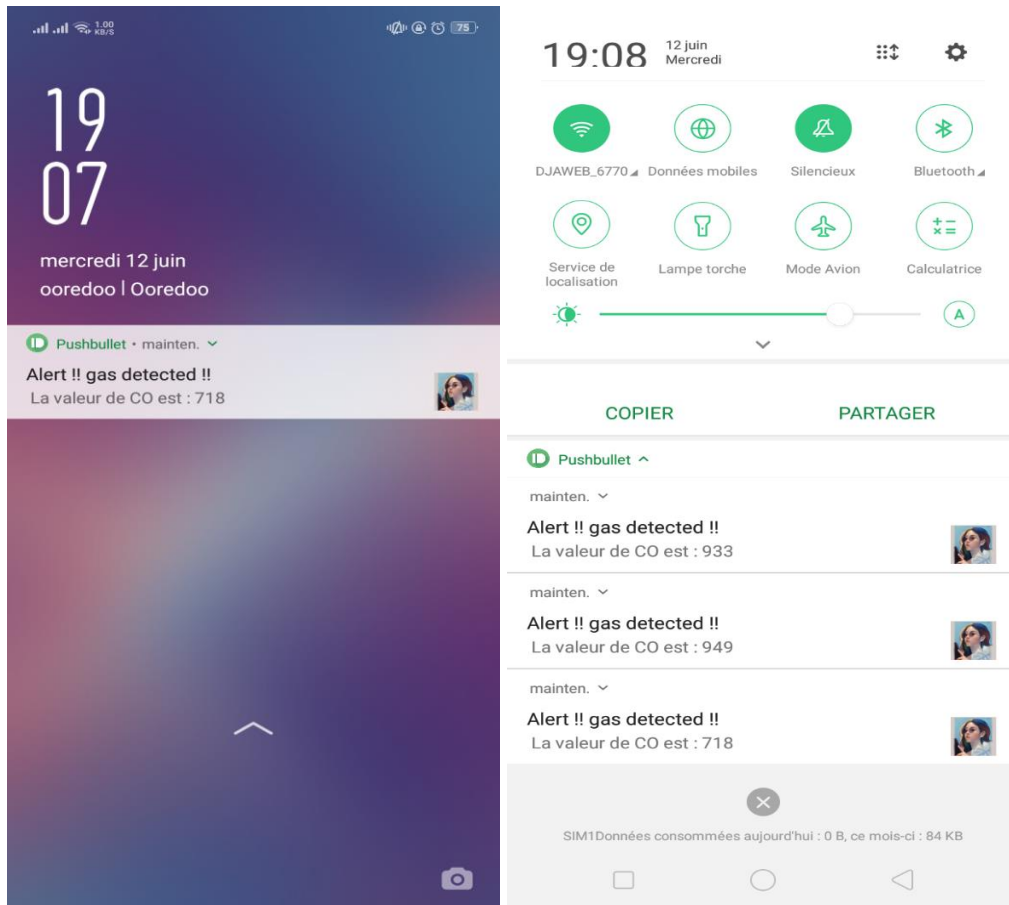 1.00
KB/S
75
19
07
mercredi 12 juin
ooredoo | Ooredoo
Pushbullet • mainten.
Alert !! gas detected !!
La valeur de CO est : 718
19:08
12 juin
Mercredi
DJAWEB_6770
Données mobiles
Silencieux
Bluetooth
Service de
localisation
Lampe torche
Mode Avion
Calculatrice
A
COPIER
PARTAGER
Pushbullet
mainten.
Alert !! gas detected !!
La valeur de CO est : 933
mainten.
Alert !! gas detected !!
La valeur de CO est : 949
mainten.
Alert !! gas detected !!
La valeur de CO est : 718
SIM1Données consommées aujourd'hui : 0 B, ce mois-ci : 84 KB